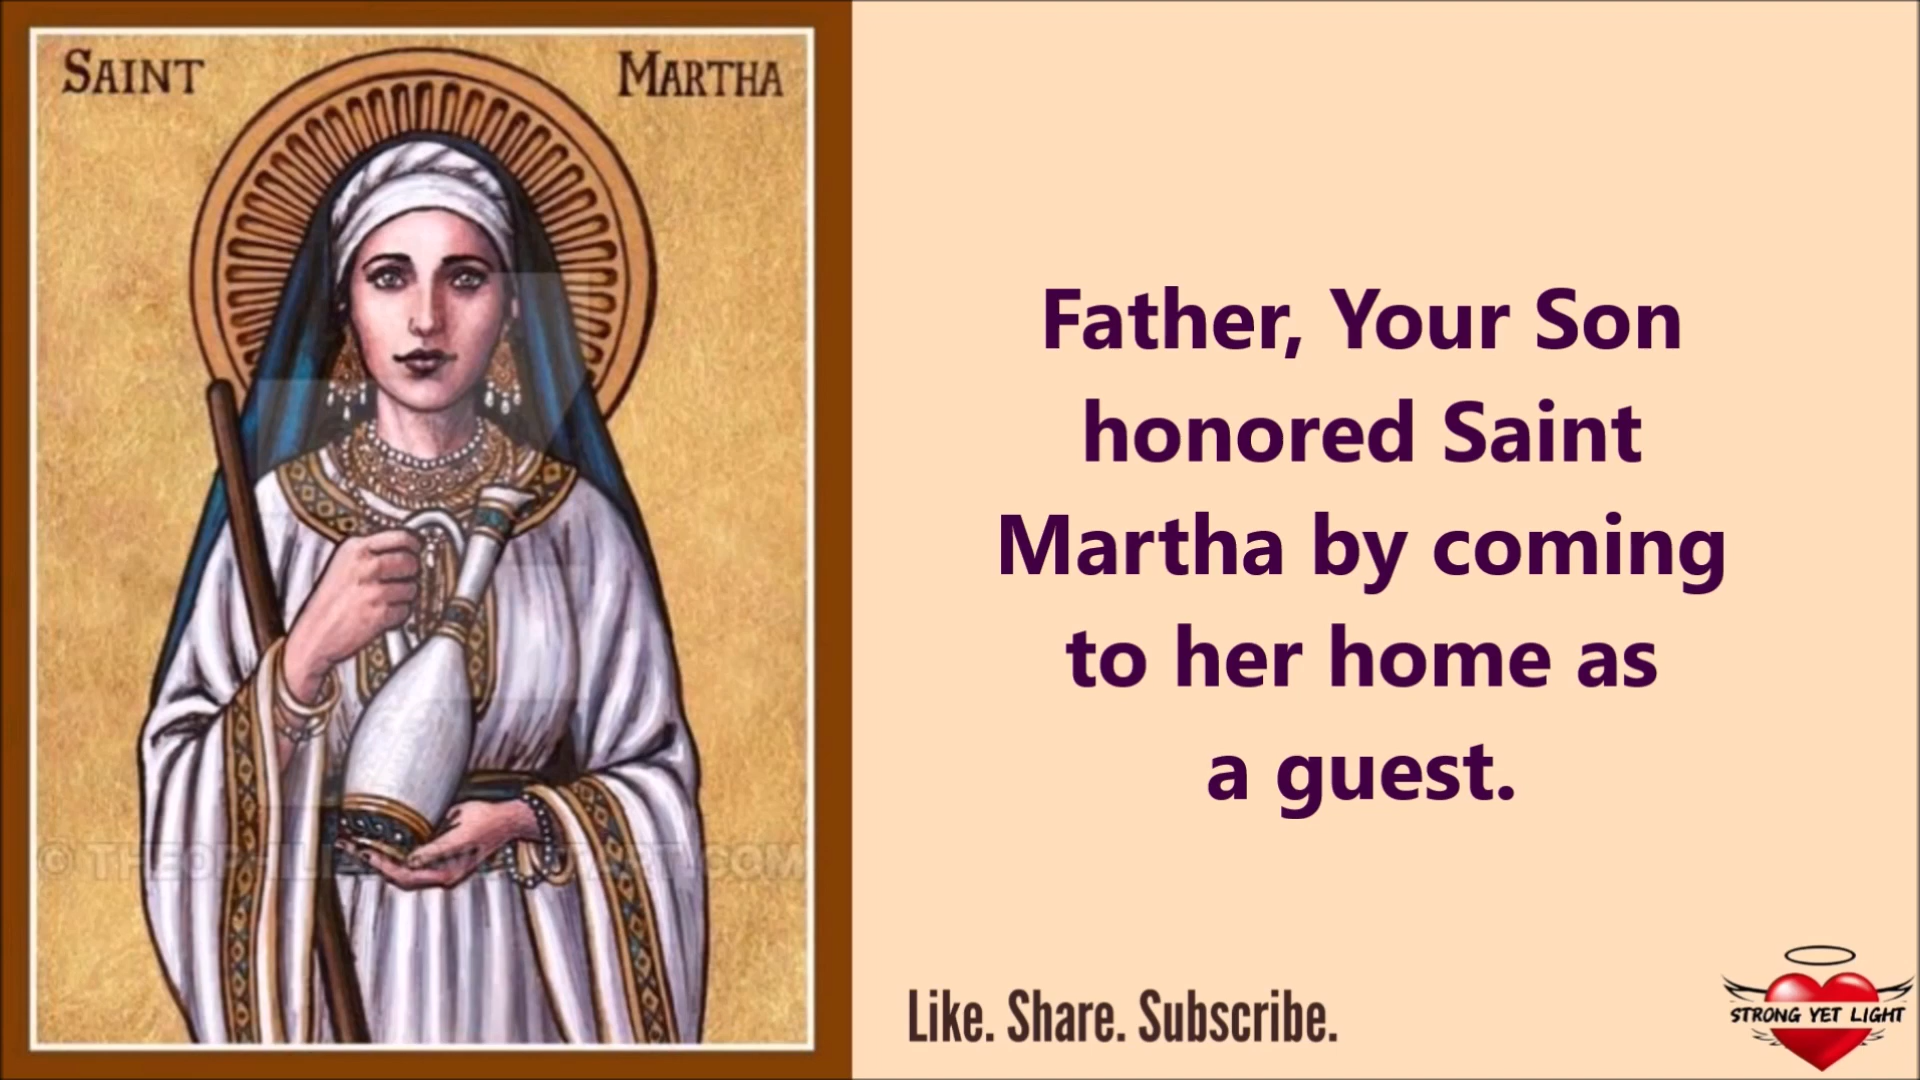 SAINT MARTHA
Father, Your Son
honored Saint
Martha by coming
to her home as
a guest.
Like. Share. Subscribe.
STRONG YET LIGHT